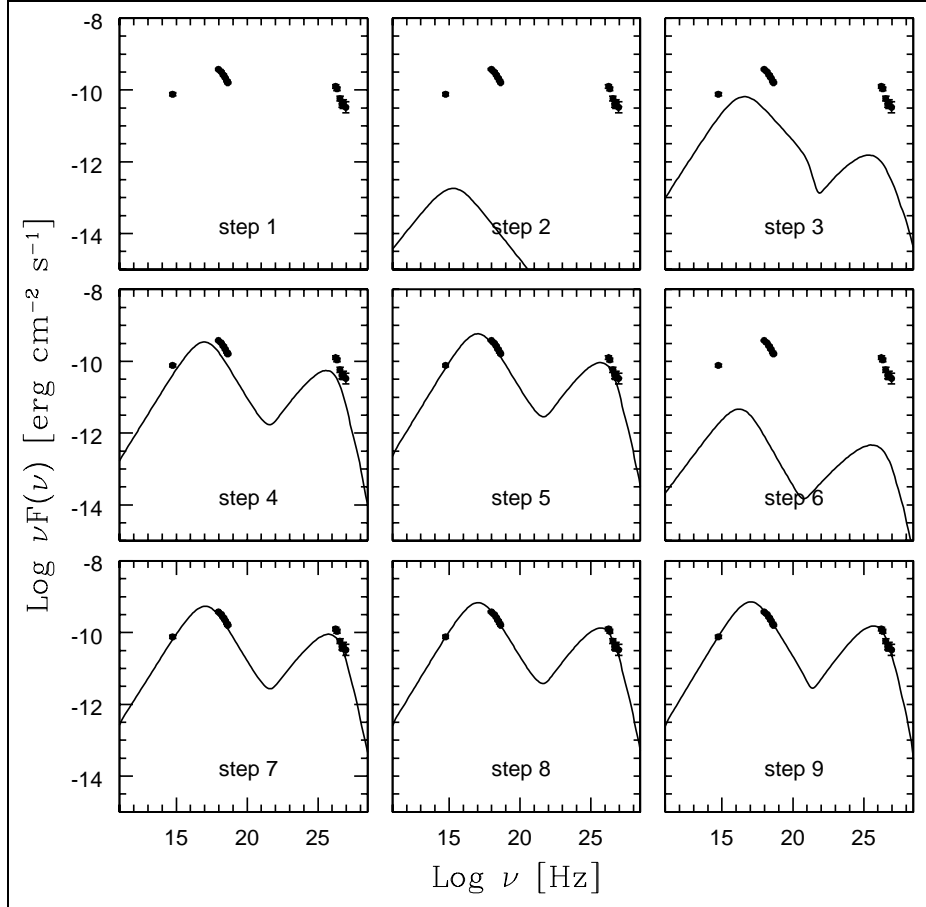 -8
-10
-12
-14
step 1
step 2
step 3
-8
-10
-12
-14
step 4
step 5
step 6
-8
-10
-12
-14
step 7
step 8
step 9
15 20 25 15 20 25 15 20 25
Log ν [Hz]
Log νF(ν) [erg cm⁻² s⁻¹]